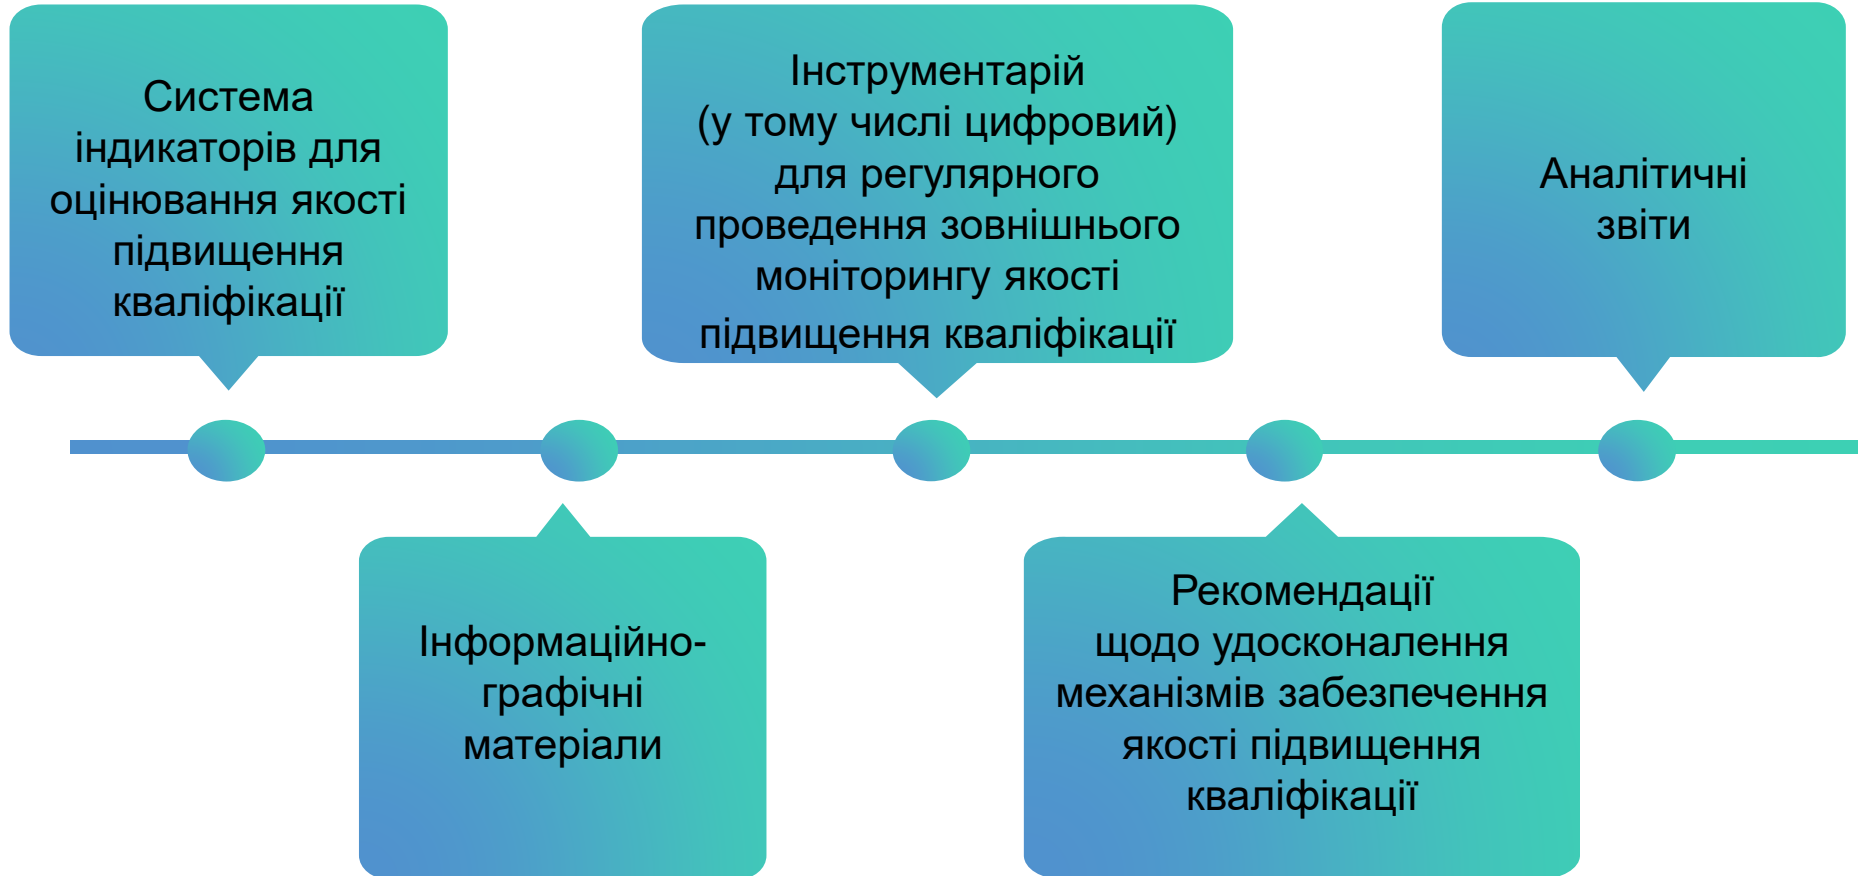 Система
індикаторів для
оцінювання якості
підвищення
кваліфікації
Інформаційно-
графічні
матеріали
Інструментарій
(у тому числі цифровий)
для регулярного
проведення зовнішнього
моніторингу якості
підвищення кваліфікації
Рекомендації
щодо удосконалення
механізмів забезпечення
якості підвищення
кваліфікації
Аналітичні
звіти